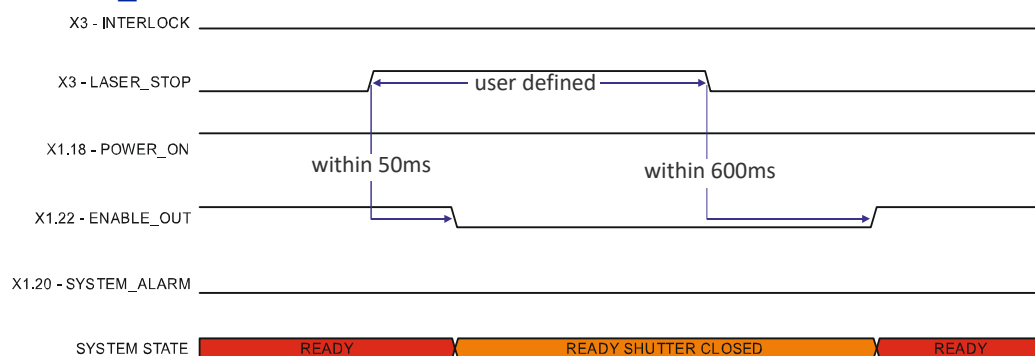 X3 - INTERLOCK
X3 - LASER_STOP
user defined
X1.18 - POWER_ON
within 50ms
within 600ms
X1.22 - ENABLE_OUT
X1.20 - SYSTEM_ALARM
SYSTEM STATE READY READY SHUTTER CLOSED READY